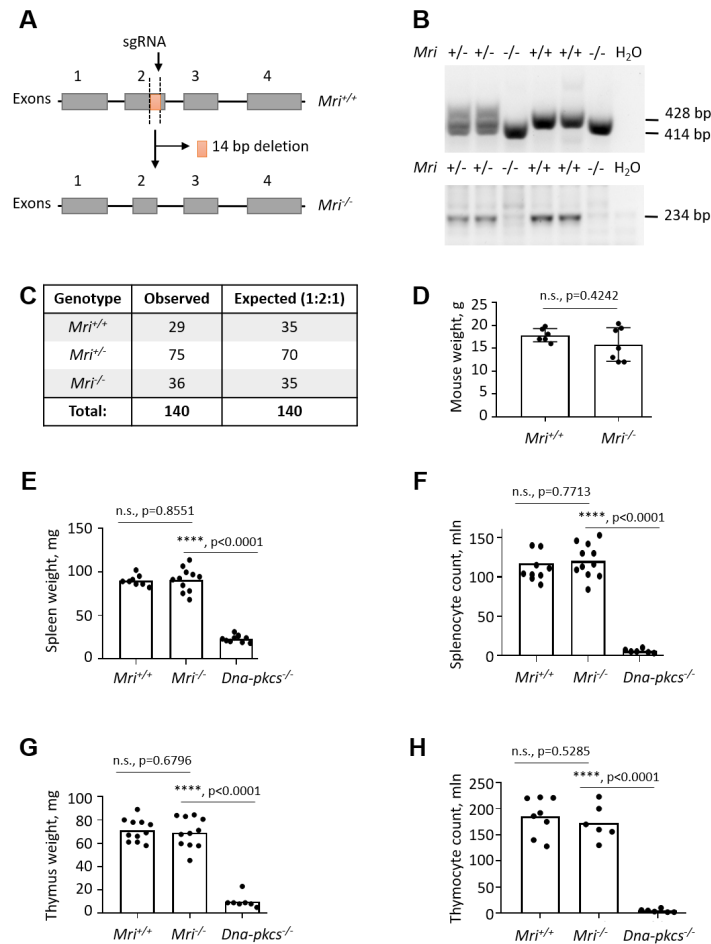 A
sgRNA
1 2 3 4
Exons Mri+/+
14 bp deletion
1 2 3 4
Exons Mri-/-
B
Mri +/- +/- -/- +/+ +/+ -/- H2O
428 bp
414 bp
Mri +/- +/- -/- +/+ +/+ -/- H2O
234 bp
C
Genotype Observed Expected (1:2:1)
Mri+/+ 29 35
Mri+/- 75 70
Mri-/- 36 35
Total: 140 140
D
n.s., p=0.4242
Mouse weight, g
25
20
15
10
5
0
Mri+/+ Mri-/-
E
n.s., p=0.8551
****, p<0.0001
Spleen weight, mg
150
100
50
0
Mri+/+ Mri-/- Dna-pkcs-/-
F
n.s., p=0.7713
****, p<0.0001
Splenocyte count, mln
150
100
50
0
Mri+/+ Mri-/- Dna-pkcs-/-
G
n.s., p=0.6796
****, p<0.0001
Thymus weight, mg
100
80
60
40
20
0
Mri+/+ Mri-/- Dna-pkcs-/-
H
n.s., p=0.5285
****, p<0.0001
Thymocyte count, mln
250
200
150
100
50
0
Mri+/+ Mri-/- Dna-pkcs-/-